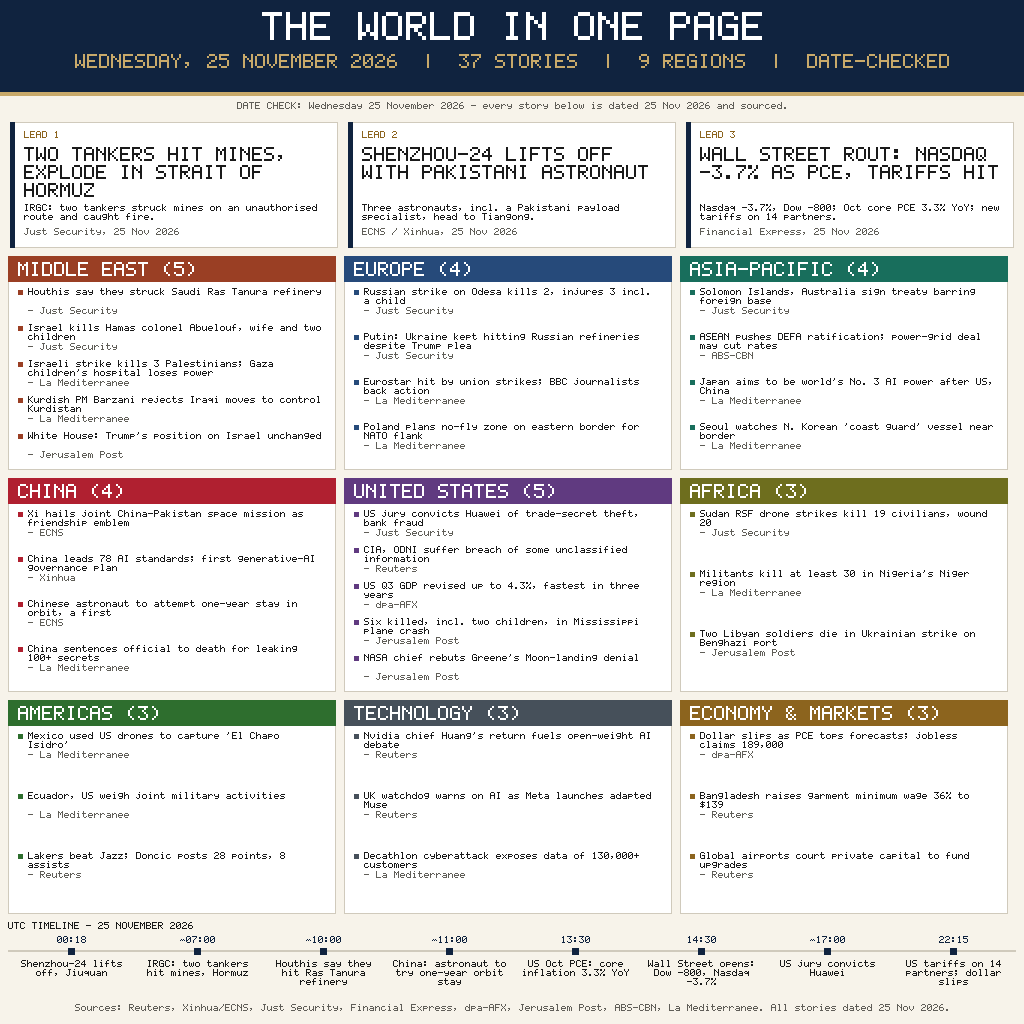 THE WORLD IN ONE PAGE
WEDNESDAY, 25 NOVEMBER 2026 | 37 STORIES | 9 REGIONS | DATE-CHECKED
DATE CHECK: Wednesday 25 November 2026 - every story below is dated 25 Nov 2026 and sourced.
LEAD 1
TWO TANKERS HIT MINES,
EXPLODE IN STRAIT OF
HORMUZ
IRGC: two tankers struck mines on an unauthorised
route and caught fire.
Just Security, 25 Nov 2026
LEAD 2
SHENZHOU-24 LIFTS OFF
WITH PAKISTANI ASTRONAUT
Three astronauts, incl. a Pakistani payload
specialist, head to Tiangong.
ECNS / Xinhua, 25 Nov 2026
LEAD 3
WALL STREET ROUT: NASDAQ
-3.7% AS PCE, TARIFFS HIT
Nasdaq -3.7%, Dow -800; Oct core PCE 3.3% YoY; new
tariffs on 14 partners.
Financial Express, 25 Nov 2026
MIDDLE EAST (5)
Houthis say they struck Saudi Ras Tanura refinery
- Just Security
Israel kills Hamas colonel Abuelouf, wife and two
children
- Just Security
Israeli strike kills 3 Palestinians; Gaza
children's hospital loses power
- La Mediterranee
Kurdish PM Barzani rejects Iraqi moves to control
Kurdistan
- La Mediterranee
White House: Trump's position on Israel unchanged
- Jerusalem Post
EUROPE (4)
Russian strike on Odesa kills 2, injures 3 incl.
a child
- Just Security
Putin: Ukraine kept hitting Russian refineries
despite Trump plea
- Just Security
Eurostar hit by union strikes; BBC journalists
back action
- La Mediterranee
Poland plans no-fly zone on eastern border for
NATO flank
- La Mediterranee
ASIA-PACIFIC (4)
Solomon Islands, Australia sign treaty barring
foreign base
- Just Security
ASEAN pushes DEFA ratification; power-grid deal
may cut rates
- ABS-CBN
Japan aims to be world's No. 3 AI power after US,
China
- La Mediterranee
Seoul watches N. Korean 'coast guard' vessel near
border
- La Mediterranee
CHINA (4)
Xi hails joint China-Pakistan space mission as
friendship emblem
- ECNS
China leads 78 AI standards; first generative-AI
governance plan
- Xinhua
Chinese astronaut to attempt one-year stay in
orbit, a first
- ECNS
China sentences official to death for leaking
100+ secrets
- La Mediterranee
UNITED STATES (5)
US jury convicts Huawei of trade-secret theft,
bank fraud
- Just Security
CIA, ODNI suffer breach of some unclassified
information
- Reuters
US Q3 GDP revised up to 4.3%, fastest in three
years
- dpa-AFX
Six killed, incl. two children, in Mississippi
plane crash
- Jerusalem Post
NASA chief rebuts Greene's Moon-landing denial
- Jerusalem Post
AFRICA (3)
Sudan RSF drone strikes kill 19 civilians, wound
20
- Just Security
Militants kill at least 30 in Nigeria's Niger
region
- La Mediterranee
Two Libyan soldiers die in Ukrainian strike on
Benghazi port
- Jerusalem Post
AMERICAS (3)
Mexico used US drones to capture 'El Chapo
Isidro'
- La Mediterranee
Ecuador, US weigh joint military activities
- La Mediterranee
Lakers beat Jazz; Doncic posts 28 points, 8
assists
- Reuters
TECHNOLOGY (3)
Nvidia chief Huang's return fuels open-weight AI
debate
- Reuters
UK watchdog warns on AI as Meta launches adapted
Muse
- Reuters
Decathlon cyberattack exposes data of 130,000+
customers
- La Mediterranee
ECONOMY & MARKETS (3)
Dollar slips as PCE tops forecasts; jobless
claims 189,000
- dpa-AFX
Bangladesh raises garment minimum wage 36% to
$139
- Reuters
Global airports court private capital to fund
upgrades
- Reuters
UTC TIMELINE - 25 NOVEMBER 2026
00:18
Shenzhou-24 lifts
off, Jiuquan
~07:00
IRGC: two tankers
hit mines, Hormuz
~10:00
Houthis say they
hit Ras Tanura
refinery
~11:00
China: astronaut to
try one-year orbit
stay
13:30
US Oct PCE: core
inflation 3.3% YoY
14:30
Wall Street opens:
Dow -800, Nasdaq
-3.7%
~17:00
US jury convicts
Huawei
22:15
US tariffs on 14
partners; dollar
slips
Sources: Reuters, Xinhua/ECNS, Just Security, Financial Express, dpa-AFX, Jerusalem Post, ABS-CBN, La Mediterranee. All stories dated 25 Nov 2026.